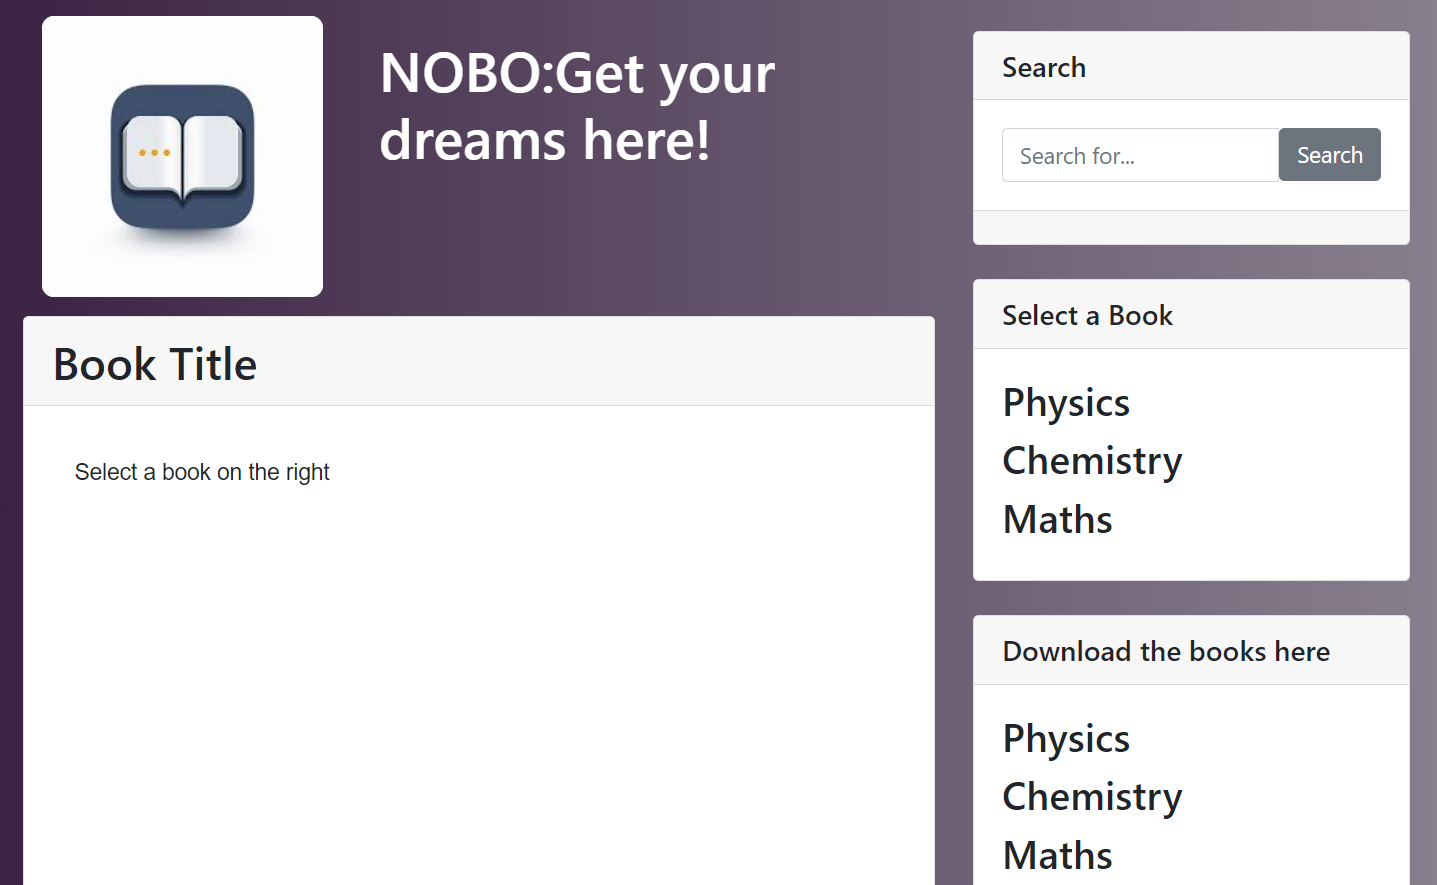 NOBO:Get your
dreams here!
Book Title
Select a book on the right
Search
Search for...
Search
Select a Book
Physics
Chemistry
Maths
Download the books here
Physics
Chemistry
Maths